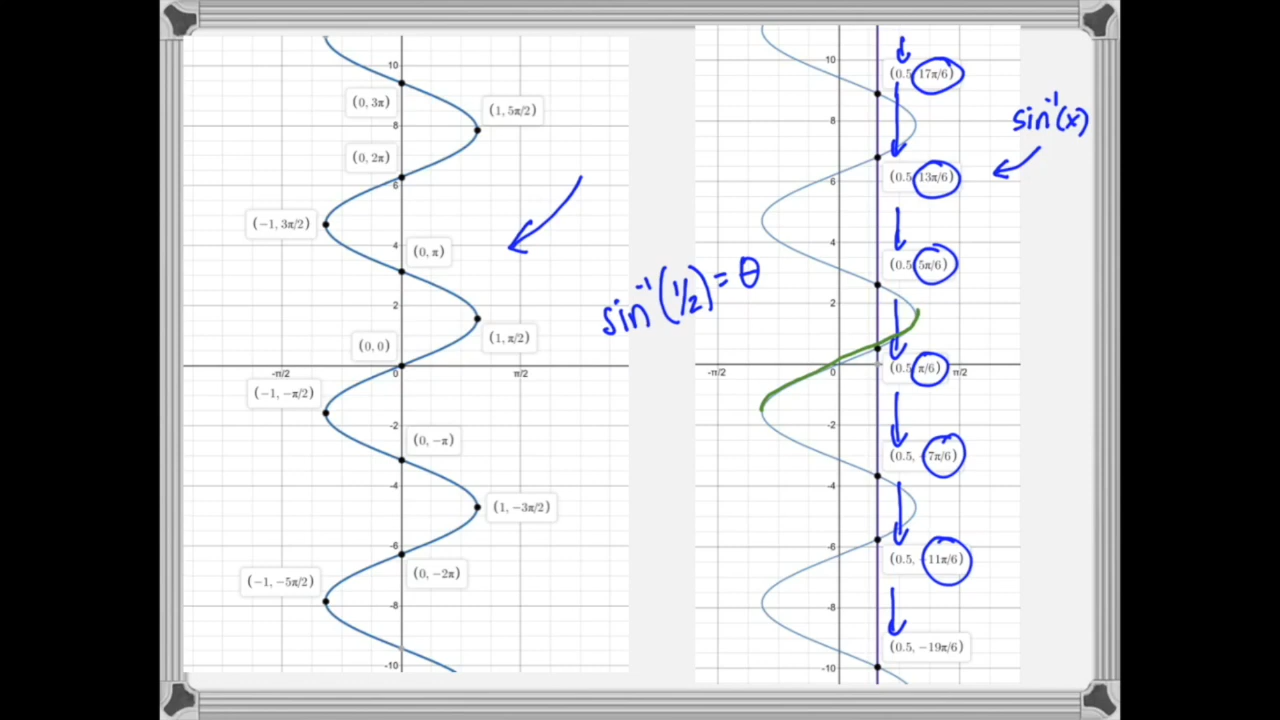 10
(0, 3π)
(1, 5π/2)
8
(0, 2π)
6
(−1, 3π/2)
4
(0, π)
2
(1, π/2)
(0, 0)
-π/2
0
π/2
(−1, −π/2)
-2
(0, −π)
-4
(1, −3π/2)
-6
(0, −2π)
(−1, −5π/2)
-8
-10
sin⁻¹(1/2) = θ
10
(0.5, 17π/6)
sin⁻¹(x)
8
(0.5, 13π/6)
6
4
(0.5, 5π/6)
2
-π/2
0
(0.5, π/6)
π/2
-2
(0.5, −7π/6)
-4
-6
(0.5, −11π/6)
-8
(0.5, −19π/6)
-10